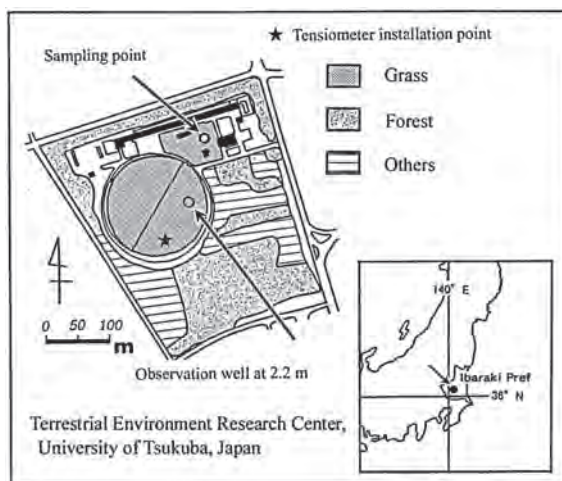 ★ Tensiometer installation point
Sampling point
Grass
Forest
Others
0 50 100
m
Observation well at 2.2 m
Terrestrial Environment Research Center,
University of Tsukuba, Japan
140° E
Ibaraki Pref
36° N